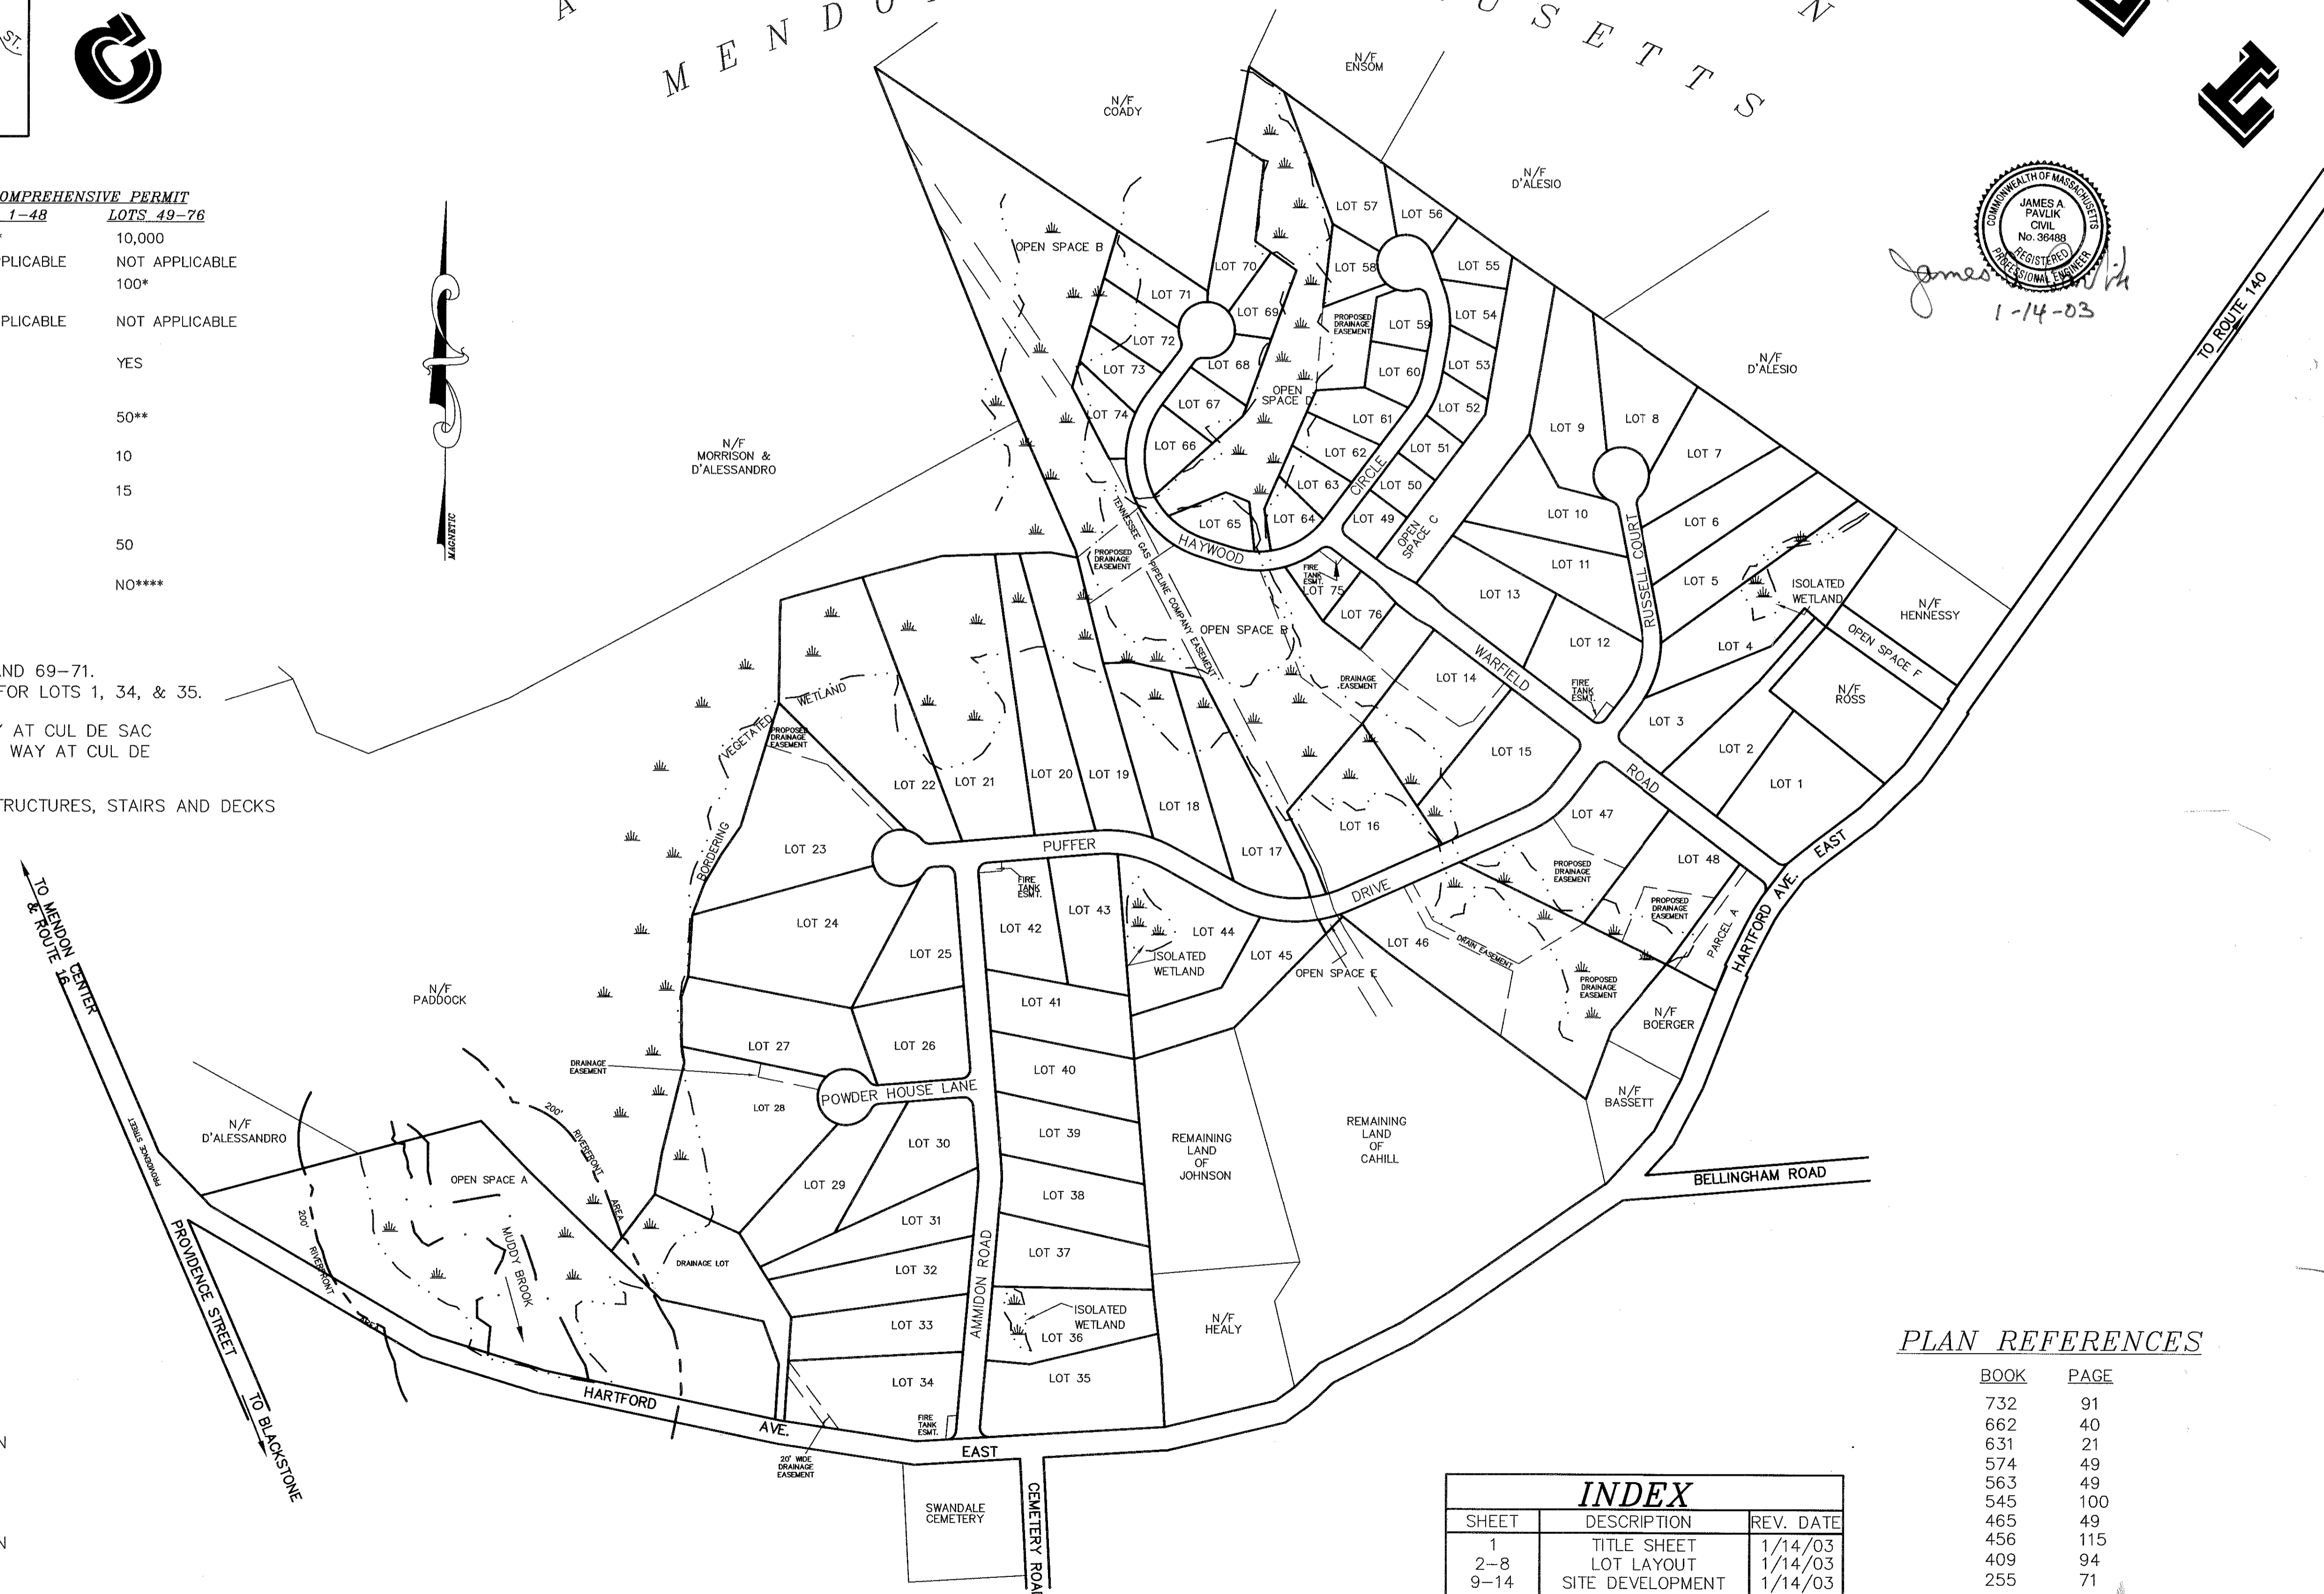 ST.
C
MENDO
USETTS
N
L
E
OMPREHENSIVE PERMIT
1-48 LOTS 49-76
* 10,000
PLICABLE NOT APPLICABLE
100*
PLICABLE NOT APPLICABLE
YES
50**
10
15
50
NO****
AND 69-71.
FOR LOTS 1, 34, & 35.
AT CUL DE SAC
WAY AT CUL DE
TRUCTURES, STAIRS AND DECKS
MAGNETIC
N/F
COADY
N/F
ENSOM
N/F
D'ALESIO
N/F
D'ALESIO
N/F
MORRISON &
D'ALESSANDRO
COMMONWEALTH OF MASSACHUSETTS
JAMES A.
PAVLIK
CIVIL
No. 36488
REGISTERED
PROFESSIONAL ENGINEER
1-14-03
TO ROUTE 140
OPEN SPACE B
LOT 57
LOT 56
LOT 70
LOT 58
LOT 55
LOT 71
LOT 69
PROPOSED
DRAINAGE
EASEMENT
LOT 59
LOT 54
LOT 72
LOT 68
LOT 60
LOT 53
LOT 73
LOT 67
OPEN
SPACE D
LOT 52
LOT 74
LOT 61
LOT 66
LOT 62
LOT 51
LOT 63
CIRCLE
LOT 50
LOT 65
LOT 64
LOT 49
OPEN
SPACE C
HAYWOOD
LOT 9
LOT 8
LOT 7
LOT 10
LOT 6
RUSSELL COURT
LOT 11
LOT 5
ISOLATED
WETLAND
N/F
HENNESSY
PROPOSED
DRAINAGE
EASEMENT
TENNESSEE GAS PIPELINE COMPANY EASEMENT
FIRE
TANK
ESMT.
LOT 75
LOT 76
LOT 13
LOT 12
LOT 4
OPEN SPACE F
OPEN SPACE B
DRAINAGE
EASEMENT
LOT 14
WARFIELD
FIRE
TANK
ESMT.
N/F
ROSS
LOT 3
LOT 2
LOT 1
LOT 15
ROAD
VEGETATED WETLAND
BORDERING
PROPOSED
DRAINAGE
EASEMENT
LOT 22
LOT 21
LOT 20
LOT 19
LOT 18
LOT 16
LOT 47
LOT 23
PUFFER
LOT 17
DRIVE
LOT 48
EAST
FIRE
TANK
ESMT.
PROPOSED
DRAINAGE
EASEMENT
PROPOSED
DRAINAGE
EASEMENT
PARCEL A
HARTFORD AVE.
LOT 24
LOT 42
LOT 43
LOT 44
LOT 45
LOT 46
LOT 25
ISOLATED
WETLAND
OPEN SPACE E
DRAIN EASEMENT
PROPOSED
DRAINAGE
EASEMENT
LOT 41
N/F
BOERGER
N/F
PADDOCK
LOT 27
LOT 26
LOT 40
DRAINAGE
EASEMENT
POWDER HOUSE LANE
LOT 28
N/F
BASSETT
TO MENDON CENTER
& ROUTE 16
PROVIDENCE STREET
N/F
D'ALESSANDRO
200'
RIVERFRONT
AREA
LOT 30
LOT 39
REMAINING
LAND
OF
JOHNSON
REMAINING
LAND
OF
CAHILL
BELLINGHAM ROAD
OPEN SPACE A
LOT 29
LOT 38
LOT 31
MUDDY BROOK
200'
RIVERFRONT
AREA
DRAINAGE LOT
LOT 37
LOT 32
AMMIDON ROAD
ISOLATED
WETLAND
LOT 33
LOT 36
N/F
HEALY
PROVIDENCE STREET
TO BLACKSTONE
LOT 34
LOT 35
HARTFORD
AVE.
FIRE
TANK
ESMT.
EAST
20' WIDE
DRAINAGE
EASEMENT
SWANDALE
CEMETERY
CEMETERY ROAD
N
N
PLAN REFERENCES
BOOK PAGE
732 91
662 40
631 21
574 49
563 49
545 100
465 49
456 115
409 94
255 71
INDEX
SHEET DESCRIPTION REV. DATE
1 TITLE SHEET 1/14/03
2-8 LOT LAYOUT 1/14/03
9-14 SITE DEVELOPMENT 1/14/03